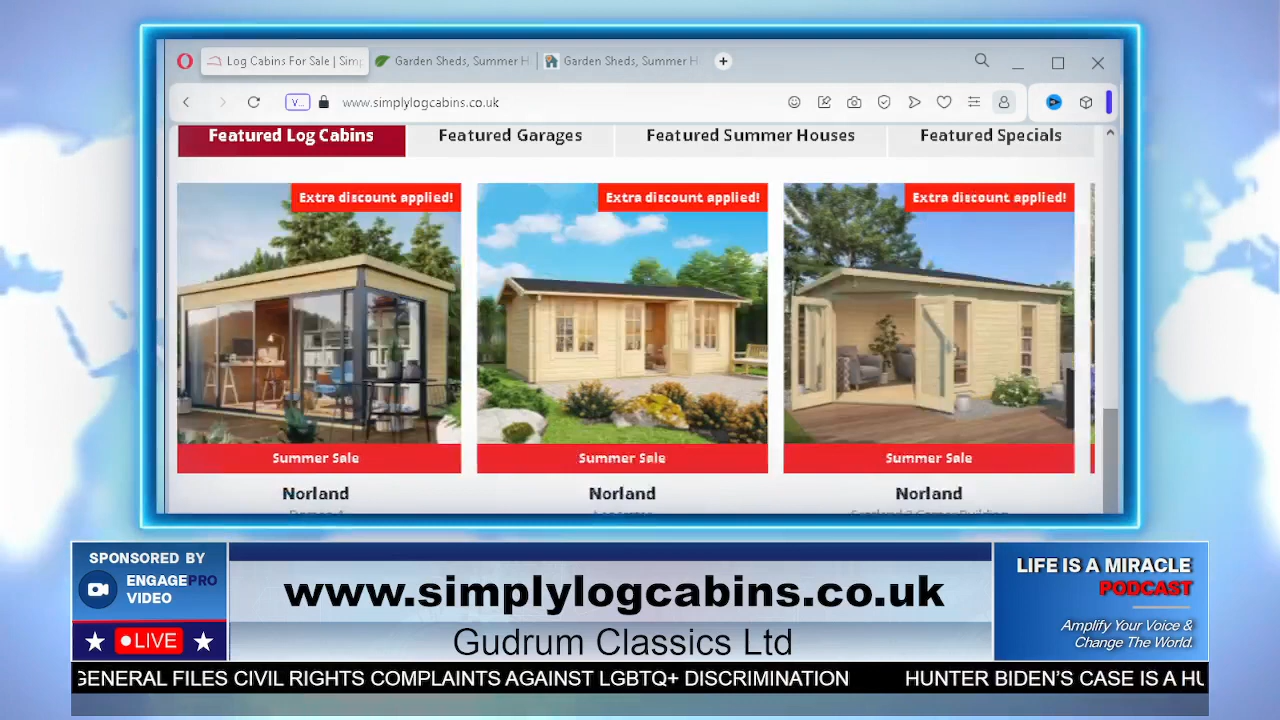 Log Cabins For Sale | Sim
Garden Sheds, Summer H
Garden Sheds, Summer H
V...
www.simplylogcabins.co.uk
Featured Log Cabins
Featured Garages
Featured Summer Houses
Featured Specials
Extra discount applied!
Extra discount applied!
Extra discount applied!
Summer Sale
Summer Sale
Summer Sale
Norland
Norland
Norland
SPONSORED BY
ENGAGEPRO
VIDEO
LIVE
www.simplylogcabins.co.uk
Gudrum Classics Ltd
LIFE IS A MIRACLE
PODCAST
Amplify Your Voice &
Change The World.
GENERAL FILES CIVIL RIGHTS COMPLAINTS AGAINST LGBTQ+ DISCRIMINATION
HUNTER BIDEN'S CASE IS A HU